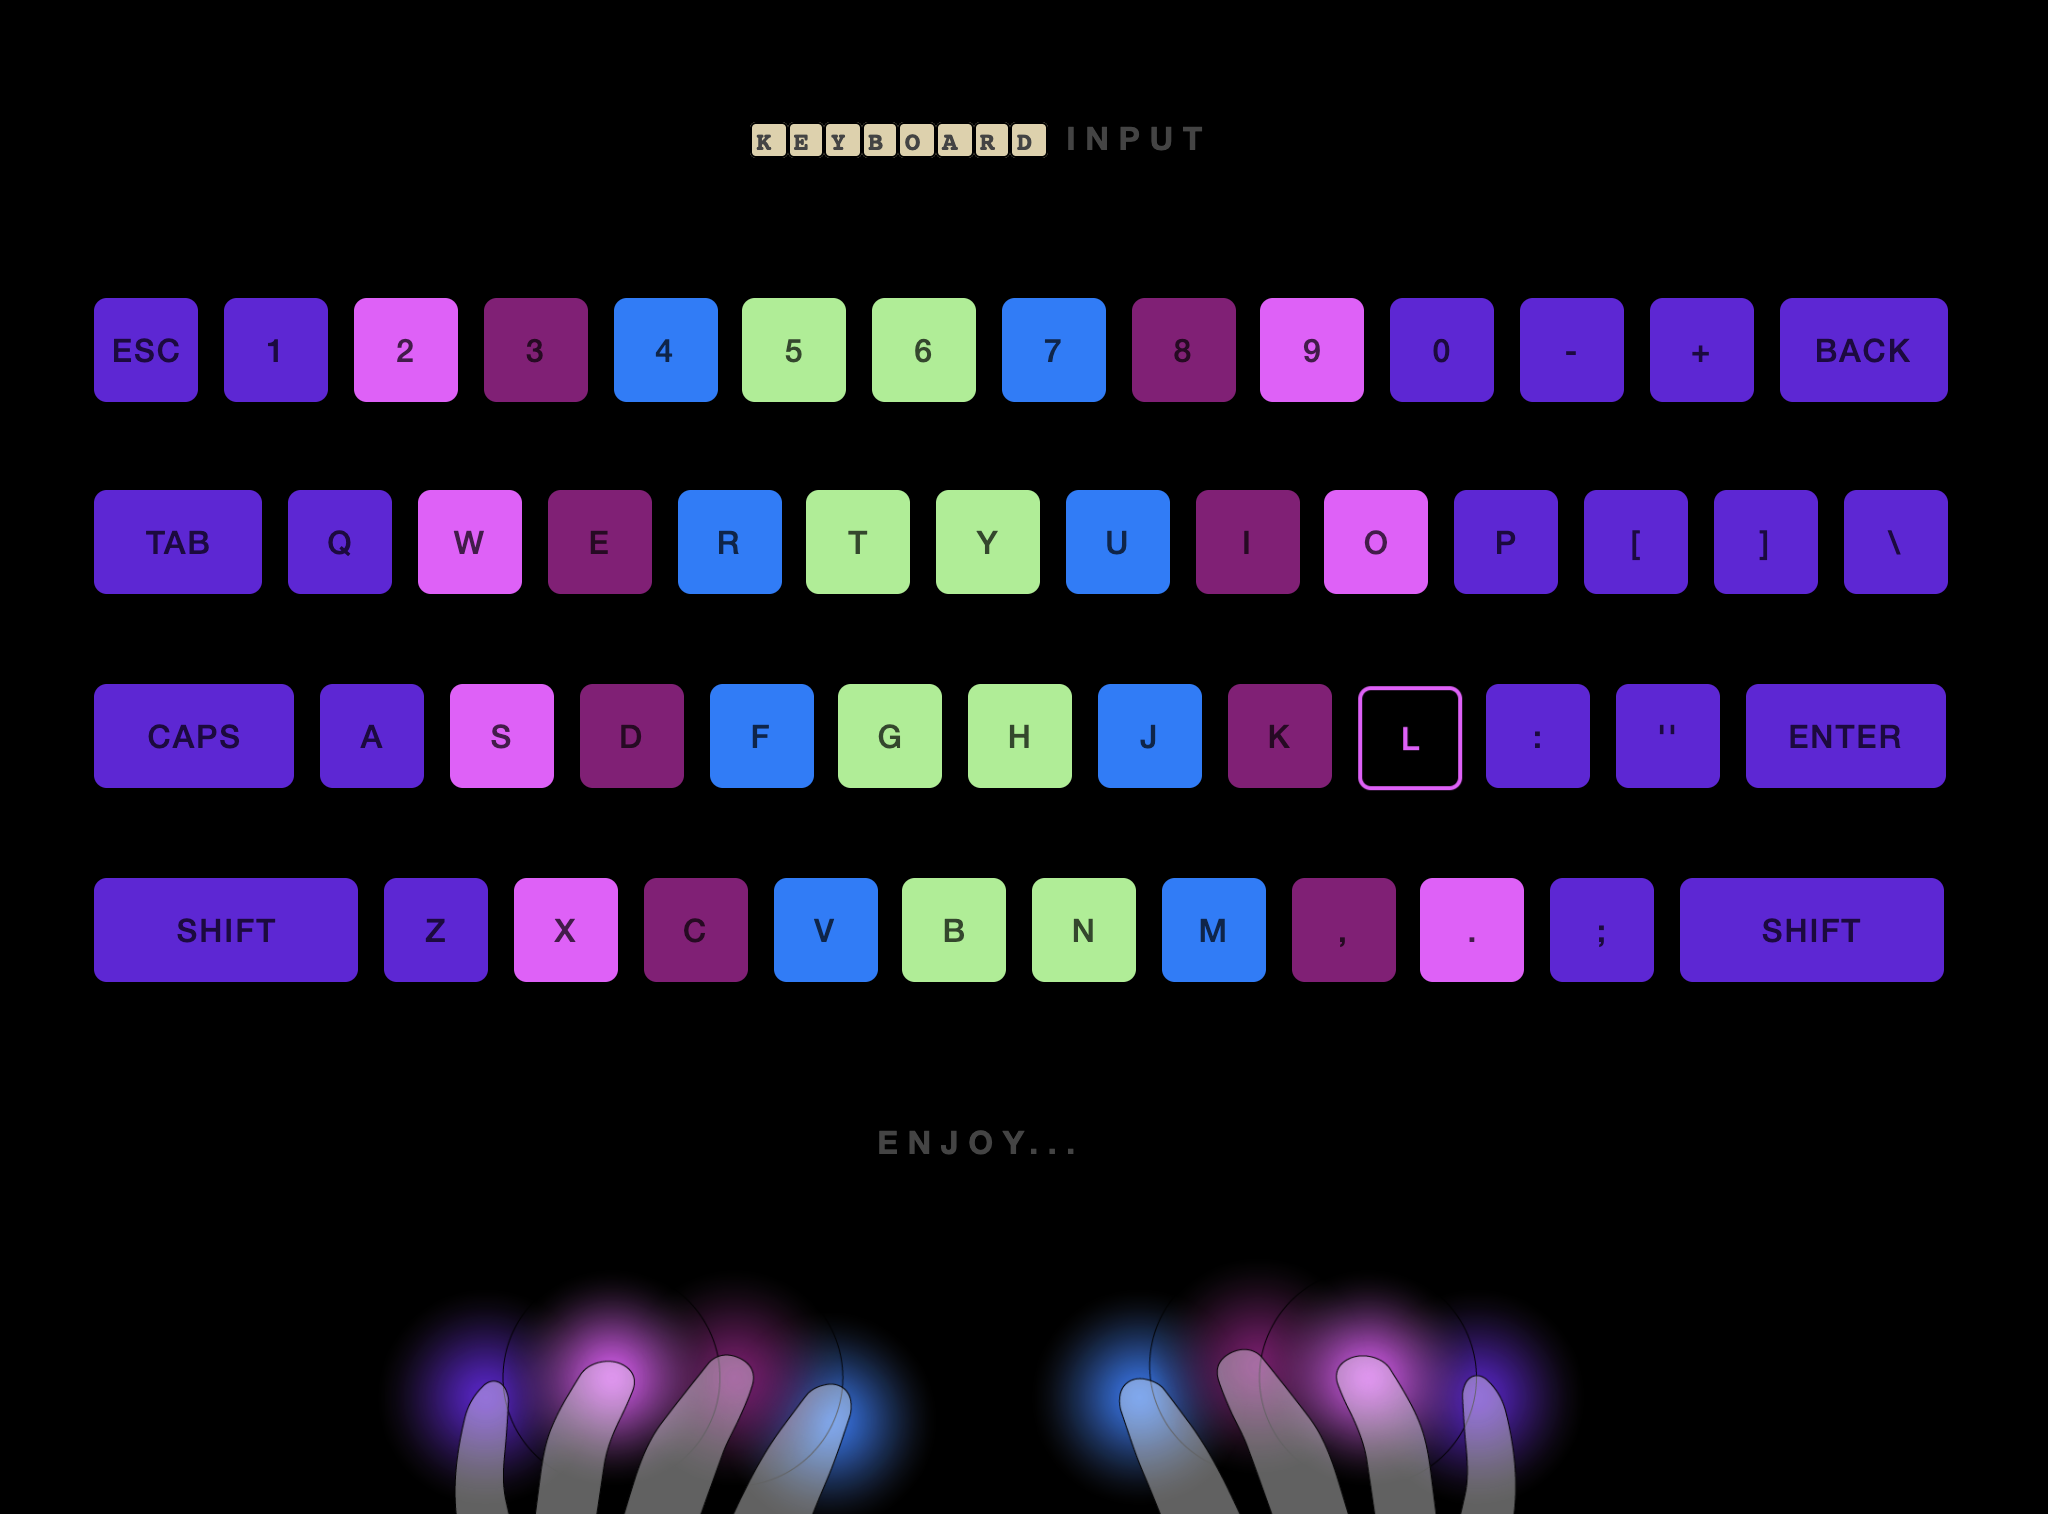 KEYBOARD INPUT
ESC 1 2 3 4 5 6 7 8 9 0 - + BACK
TAB Q W E R T Y U I O P [ ] \
CAPS A S D F G H J K L : '' ENTER
SHIFT Z X C V B N M , . ; SHIFT
ENJOY...